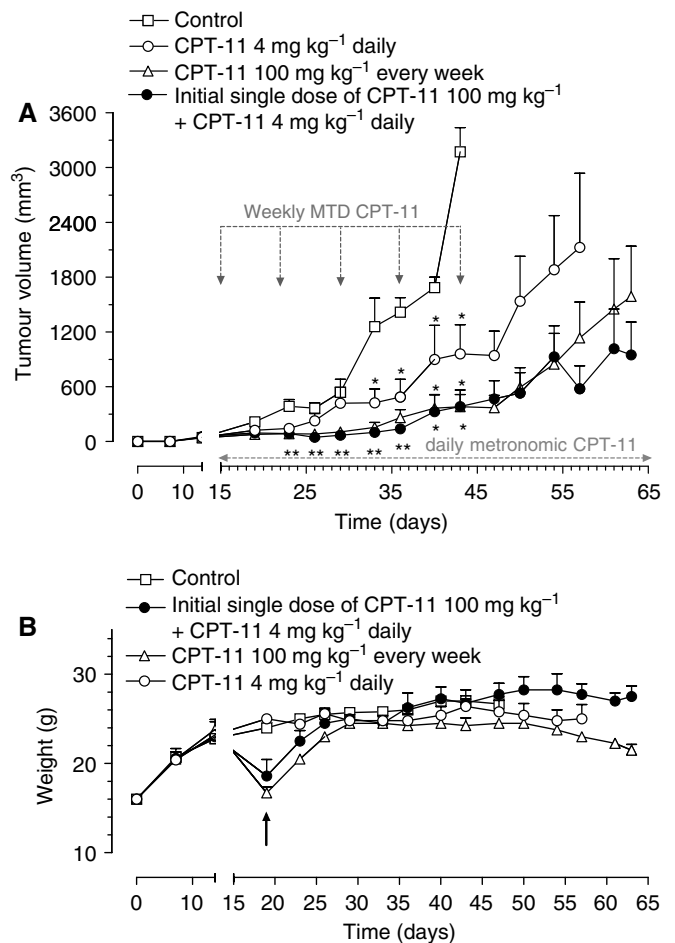 Control
CPT-11 4 mg kg⁻¹ daily
CPT-11 100 mg kg⁻¹ every week
Initial single dose of CPT-11 100 mg kg⁻¹
+ CPT-11 4 mg kg⁻¹ daily
A
3600
3000
2400
1800
1200
600
0
Tumour volume (mm³)
Weekly MTD CPT-11
* *
* *
* *
* *
** ** ** ** **
daily metronomic CPT-11
0 10 15 25 35 45 55 65
Time (days)
Control
Initial single dose of CPT-11 100 mg kg⁻¹
+ CPT-11 4 mg kg⁻¹ daily
CPT-11 100 mg kg⁻¹ every week
CPT-11 4 mg kg⁻¹ daily
B
30
20
10
Weight (g)
0 5 10 15 20 25 30 35 40 45 50 55 60 65
Time (days)